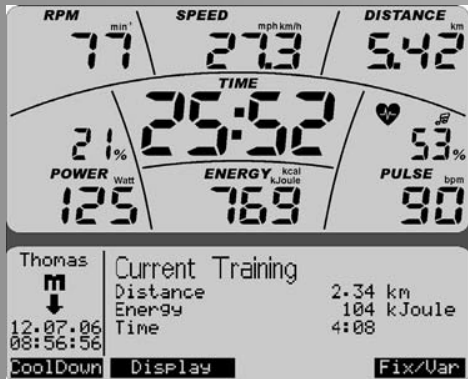 RPM min⁻¹ SPEED mph km/h DISTANCE km
77 27.3 5.42
TIME
25:52
21% 53%
POWER Watt ENERGY kcal kJoule PULSE bpm
125 769 90
Thomas
m
12.07.06
08:56:56
Current Training
Distance 2.34 km
Energy 104 kJoule
Time 4:08
CoolDown Display Fix/Var